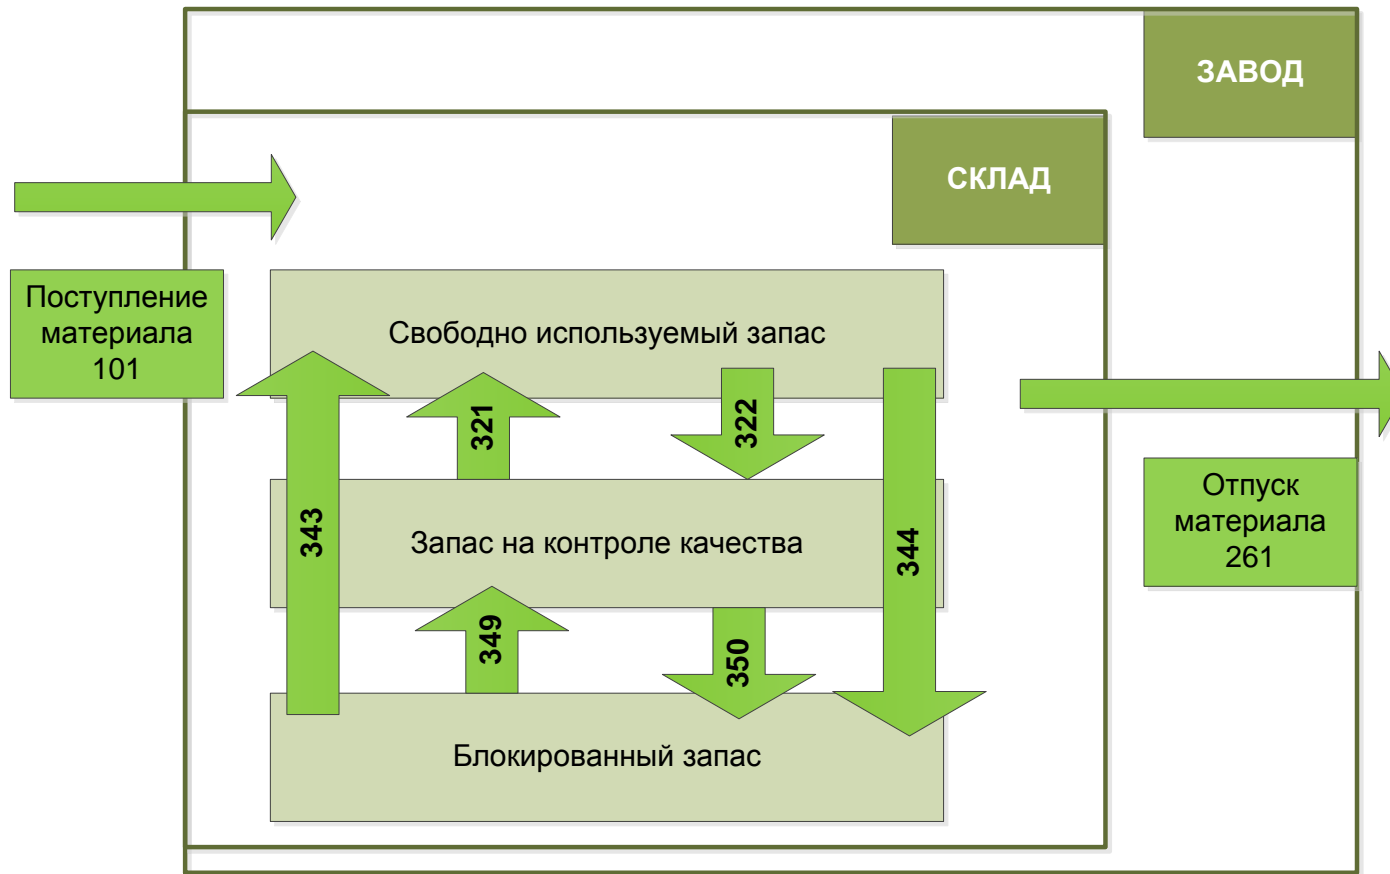 ЗАВОД
СКЛАД
Поступление
материала
101
Свободно используемый запас
321
322
343
Запас на контроле качества
344
Отпуск
материала
261
349
350
Блокированный запас